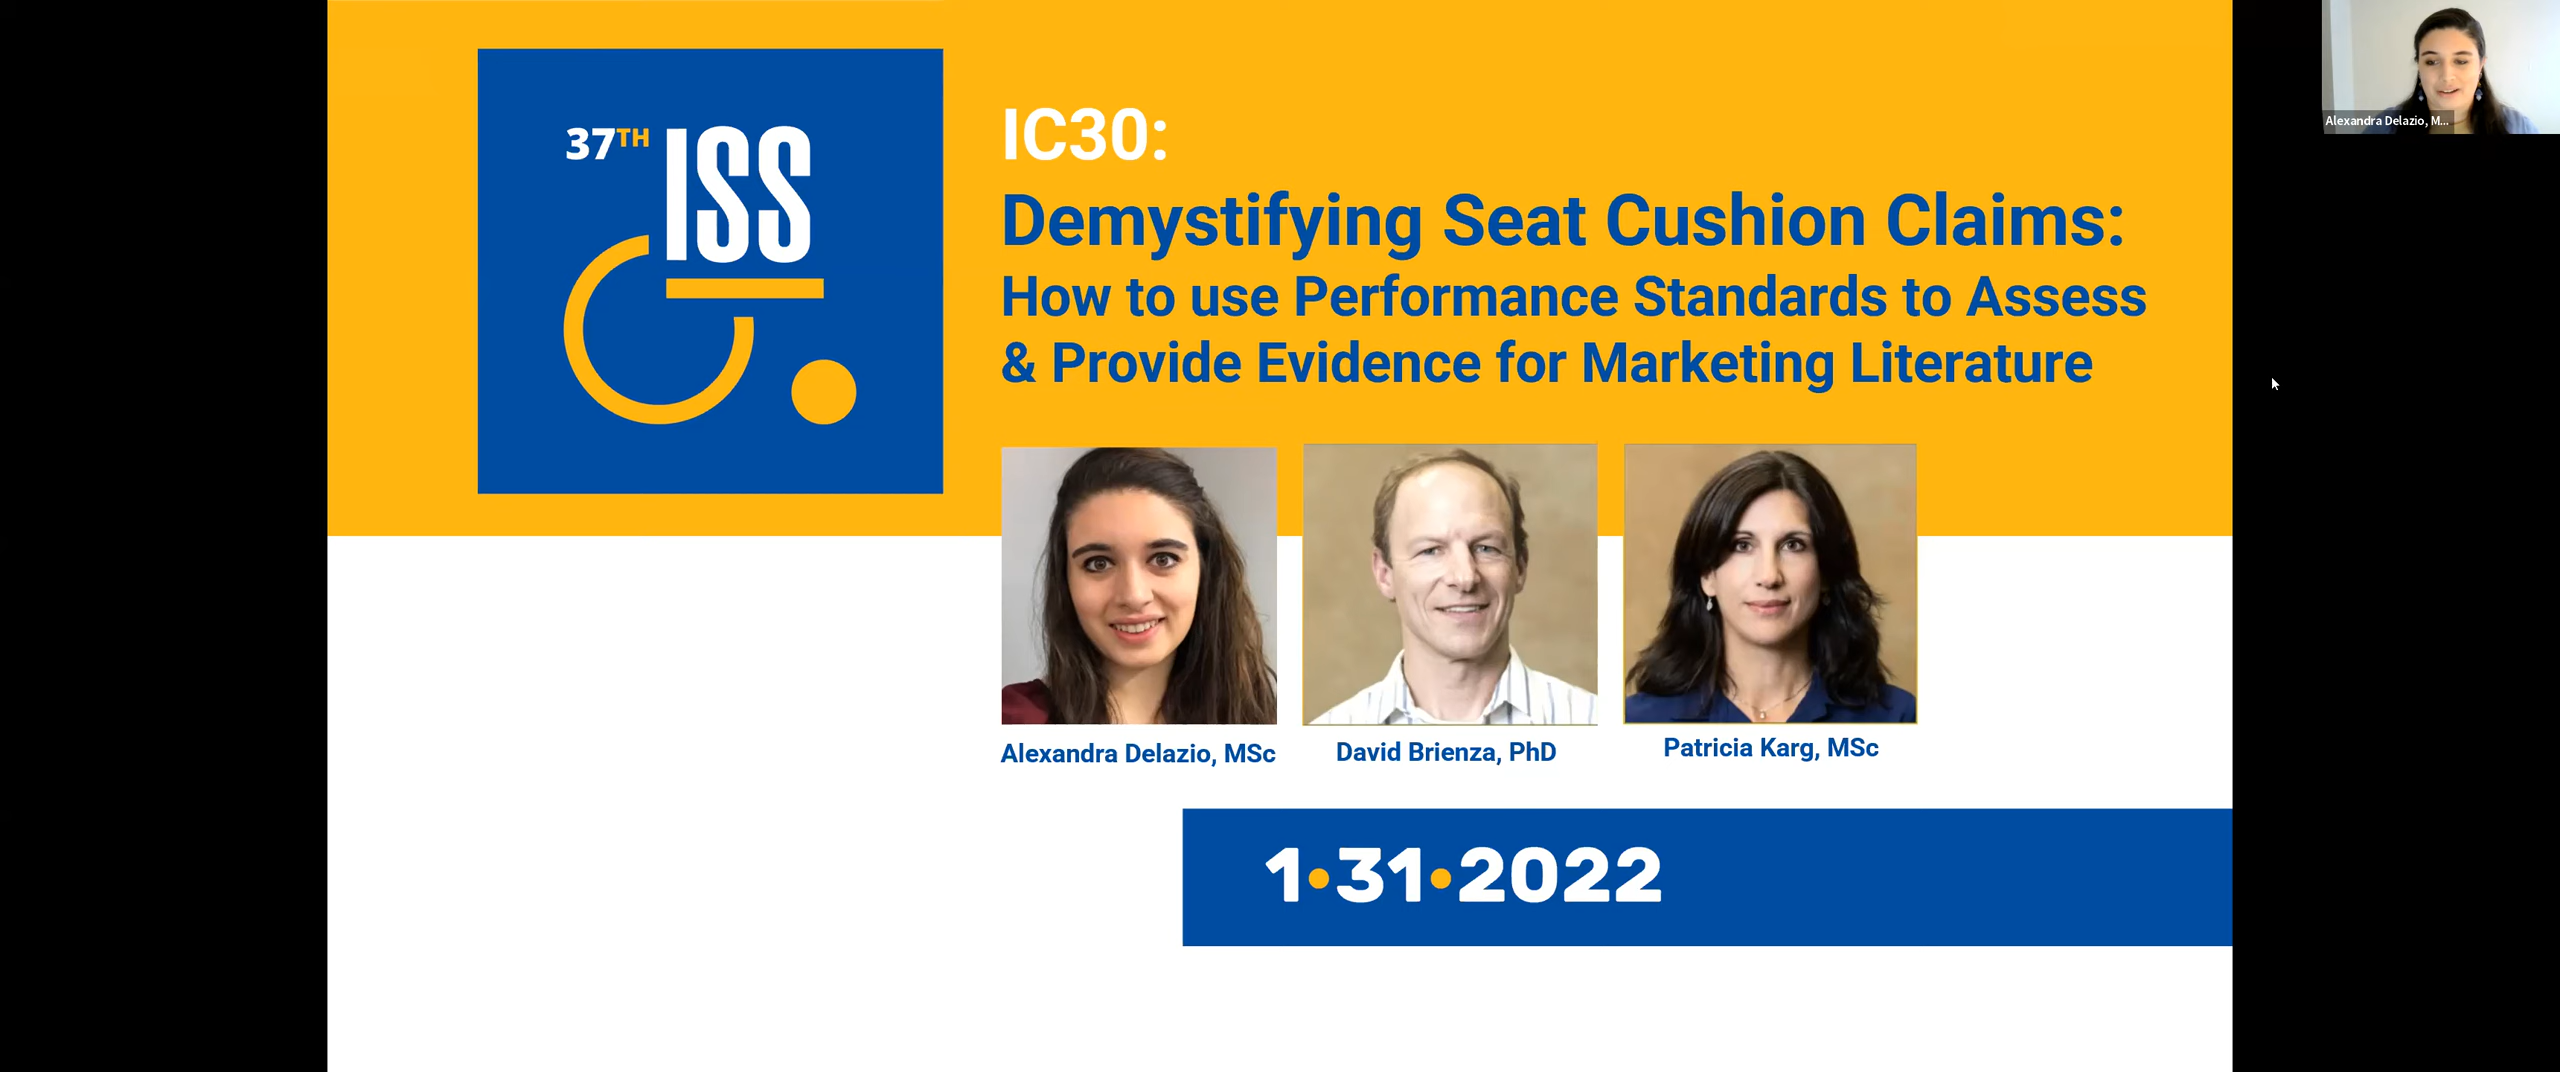 37TH ISS
IC30:
Demystifying Seat Cushion Claims:
How to use Performance Standards to Assess
& Provide Evidence for Marketing Literature
Alexandra Delazio, MSc
David Brienza, PhD
Patricia Karg, MSc
1•31•2022
Alexandra Delazio, M...